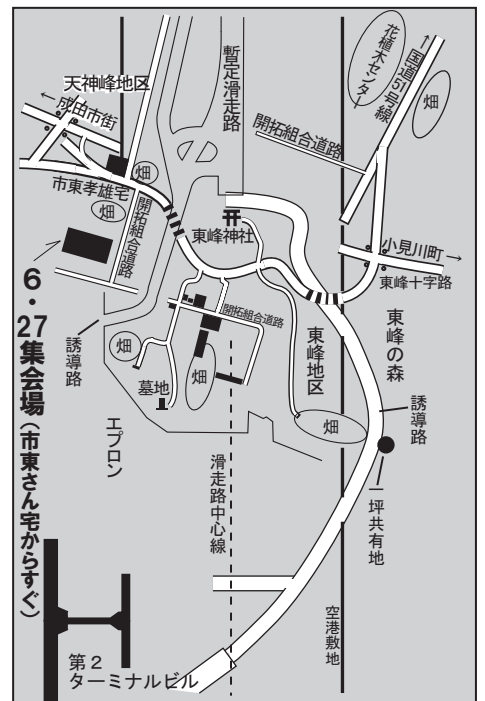 花植木センター
↑国道51号線
畑
暫定滑走路
天神峰地区
←成田市街
開拓組合道路
畑
市東孝雄宅
畑
開拓組合道路
東峰神社
小見川町→
東峰十字路
6・27集会場(市東さん宅からすぐ)
誘導路
開拓組合道路
東峰地区
東峰の森
畑
墓地
畑
畑
誘導路
エプロン
滑走路中心線
一坪共有地
空港敷地
第2
ターミナルビル